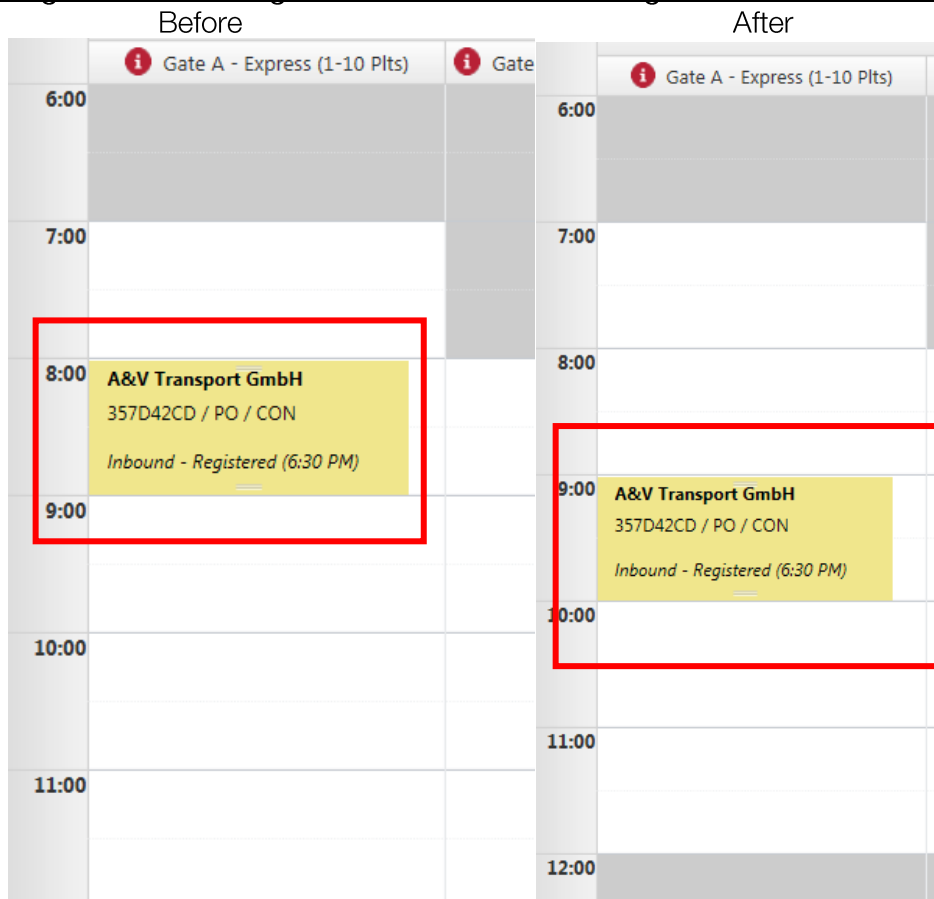 Before
Gate A - Express (1-10 Plts)
Gate
6:00
7:00
8:00
A&V Transport GmbH
357D42CD / PO / CON
Inbound - Registered (6:30 PM)
9:00
10:00
11:00
After
Gate A - Express (1-10 Plts)
6:00
7:00
8:00
9:00
A&V Transport GmbH
357D42CD / PO / CON
Inbound - Registered (6:30 PM)
10:00
11:00
12:00